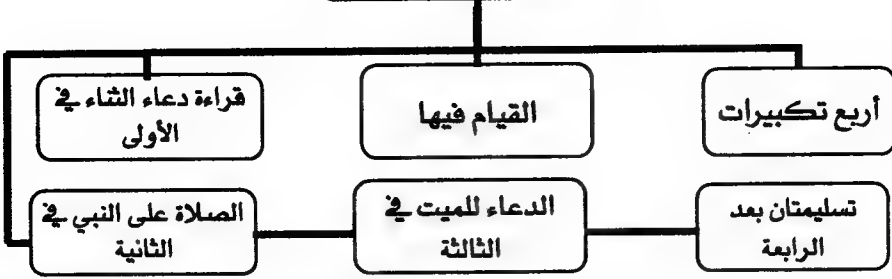 أربع تكبيرات
القيام فيها
قراءة دعاء الثناء في
الأولى
الصلاة على النبي في
الثانية
الدعاء للميت في
الثالثة
تسليمتان بعد
الرابعة